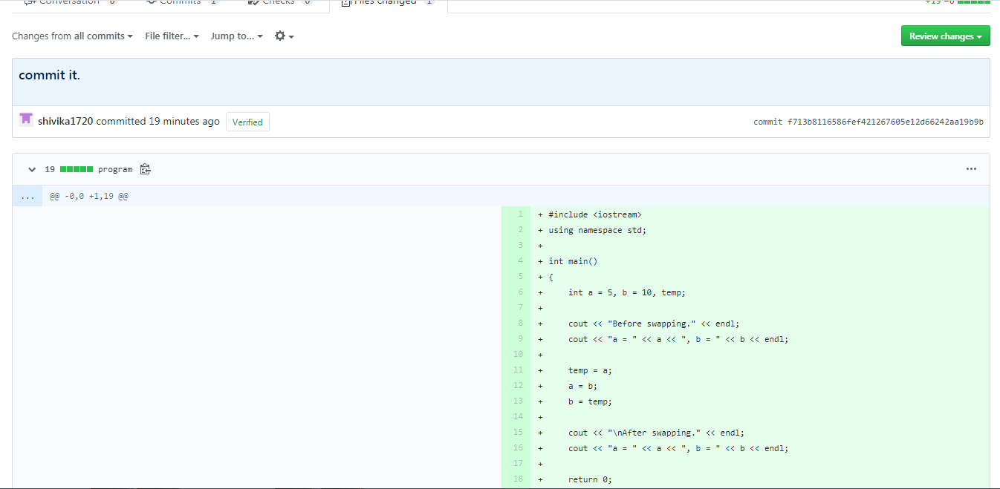 Conversation 0 Commits 1 Checks 0 Files changed 1 +19 −0
Changes from all commits File filter... Jump to... Review changes
commit it.
shivika1720 committed 19 minutes ago Verified commit f713b8116586fef421267605e12d66242aa19b9b
19 program
... @@ -0,0 +1,19 @@
1 + #include <iostream>
2 + using namespace std;
3 +
4 + int main()
5 + {
6 +     int a = 5, b = 10, temp;
7 +
8 +     cout << "Before swapping." << endl;
9 +     cout << "a = " << a << ", b = " << b << endl;
10 +
11 +     temp = a;
12 +     a = b;
13 +     b = temp;
14 +
15 +     cout << "\nAfter swapping." << endl;
16 +     cout << "a = " << a << ", b = " << b << endl;
17 +
18 +     return 0;